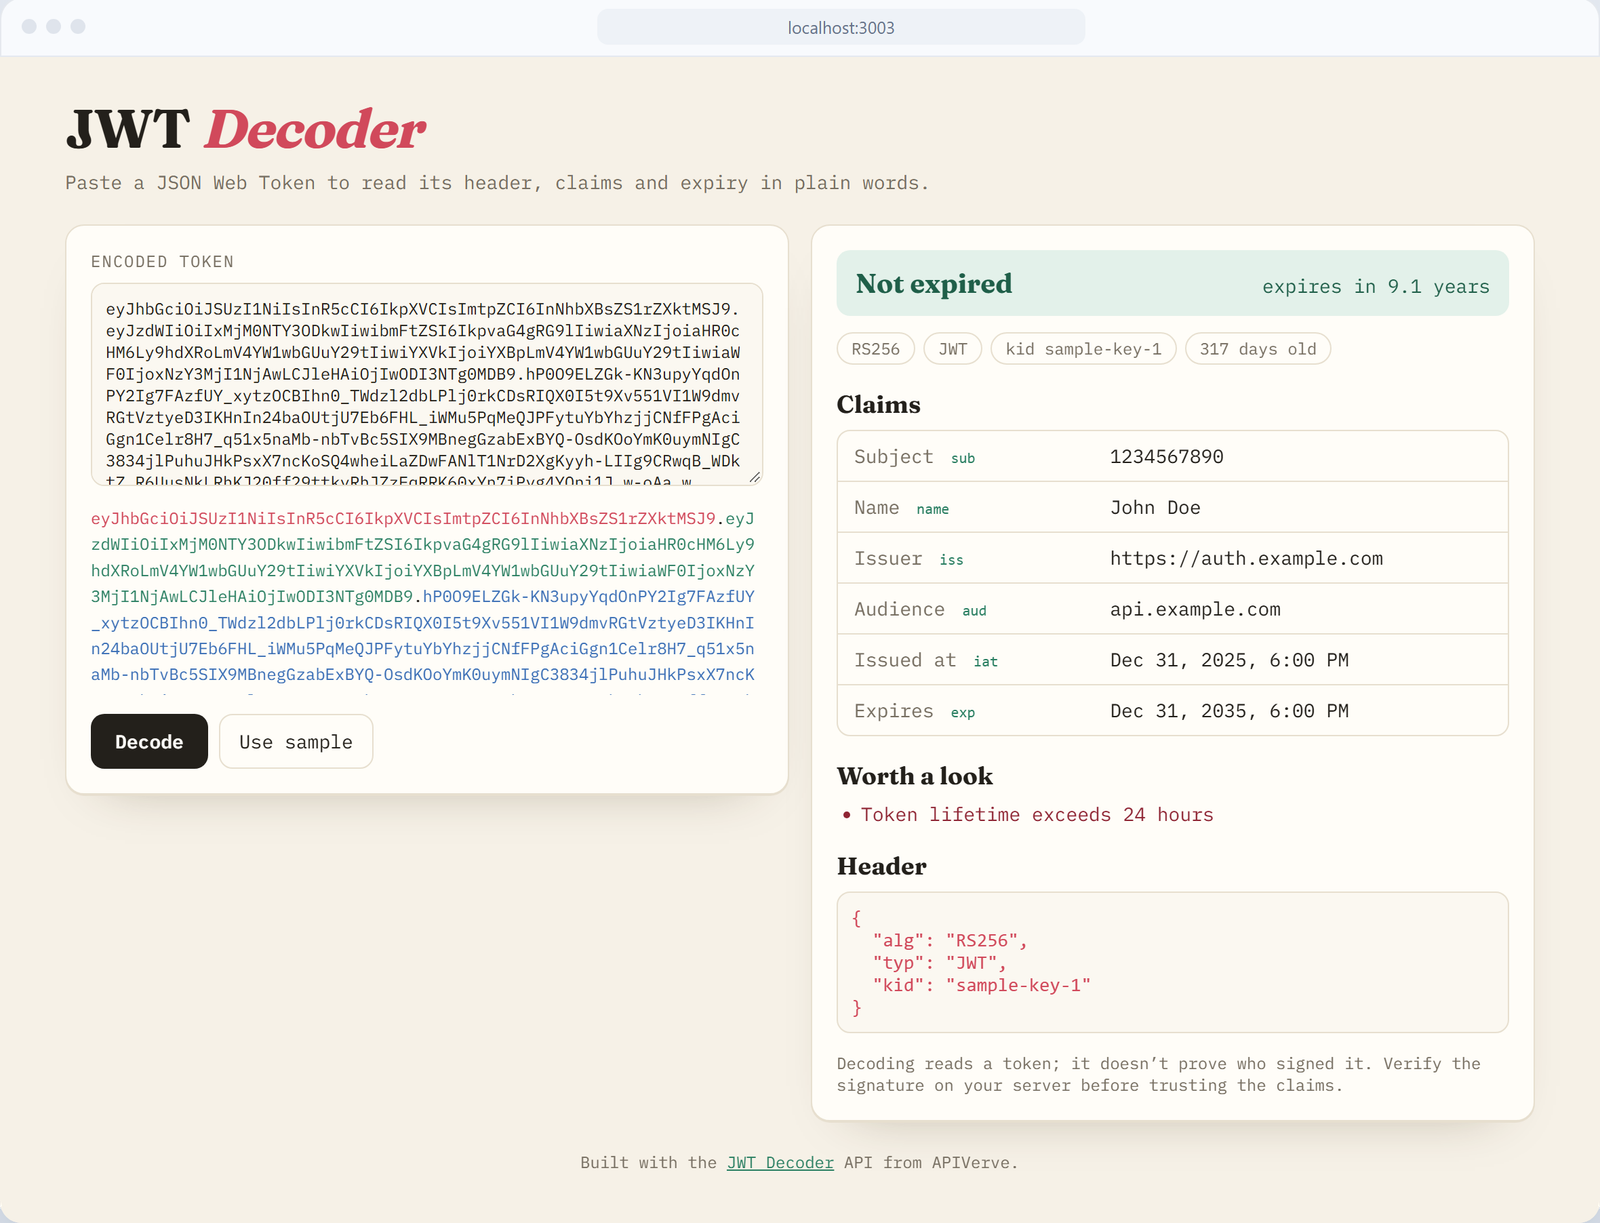 localhost:3003
JWT Decoder
Paste a JSON Web Token to read its header, claims and expiry in plain words.
ENCODED TOKEN
eyJhbGciOiJSUzI1NiIsInR5cCI6IkpXVCIsImtpZCI6InNhbXBsZS1rZXktMSJ9.
eyJzdWIiOiIxMjM0NTY3ODkwIiwibmFtZSI6IkpvaG4gRG9lIiwiaXNzIjoiaHR0c
HM6Ly9hdXRoLmV4YW1wbGUuY29tIiwiYXVkIjoiYXBpLmV4YW1wbGUuY29tIiwiaW
F0IjoxNzY3MjI1NjAwLCJleHAiOjIwODI3NTg0MDB9.hP0O9ELZGk-KN3upyYqdOn
PY2Ig7FAzfUY_xytzOCBIhn0_TWdzl2dbLPlj0rkCDsRIQX0I5t9Xv551VI1W9dmv
RGtVztyeD3IKHnIn24baOUtjU7Eb6FHL_iWMu5PqMeQJPFytuYbYhzjjCNfFPgAci
Ggn1Celr8H7_q51x5naMb-nbTvBc5SIX9MBnegGzabExBYQ-OsdKOoYmK0uymNIgC
3834jlPuhuJHkPsxX7ncKoSQ4wheiLaZDwFANlT1NrD2XgKyyh-LIIg9CRwqB_WDk
eyJhbGciOiJSUzI1NiIsInR5cCI6IkpXVCIsImtpZCI6InNhbXBsZS1rZXktMSJ9.eyJ
zdWIiOiIxMjM0NTY3ODkwIiwibmFtZSI6IkpvaG4gRG9lIiwiaXNzIjoiaHR0cHM6Ly9
hdXRoLmV4YW1wbGUuY29tIiwiYXVkIjoiYXBpLmV4YW1wbGUuY29tIiwiaWF0IjoxNzY
3MjI1NjAwLCJleHAiOjIwODI3NTg0MDB9.hP0O9ELZGk-KN3upyYqdOnPY2Ig7FAzfUY
_xytzOCBIhn0_TWdzl2dbLPlj0rkCDsRIQX0I5t9Xv551VI1W9dmvRGtVztyeD3IKHnI
n24baOUtjU7Eb6FHL_iWMu5PqMeQJPFytuYbYhzjjCNfFPgAciGgn1Celr8H7_q51x5n
aMb-nbTvBc5SIX9MBnegGzabExBYQ-OsdKOoYmK0uymNIgC3834jlPuhuJHkPsxX7ncK
Decode
Use sample
Not expired
expires in 9.1 years
RS256
JWT
kid sample-key-1
317 days old
Claims
Subject sub 1234567890
Name name John Doe
Issuer iss https://auth.example.com
Audience aud api.example.com
Issued at iat Dec 31, 2025, 6:00 PM
Expires exp Dec 31, 2035, 6:00 PM
Worth a look
• Token lifetime exceeds 24 hours
Header
{
"alg": "RS256",
"typ": "JWT",
"kid": "sample-key-1"
}
Decoding reads a token; it doesn’t prove who signed it. Verify the
signature on your server before trusting the claims.
Built with the JWT Decoder API from APIVerve.